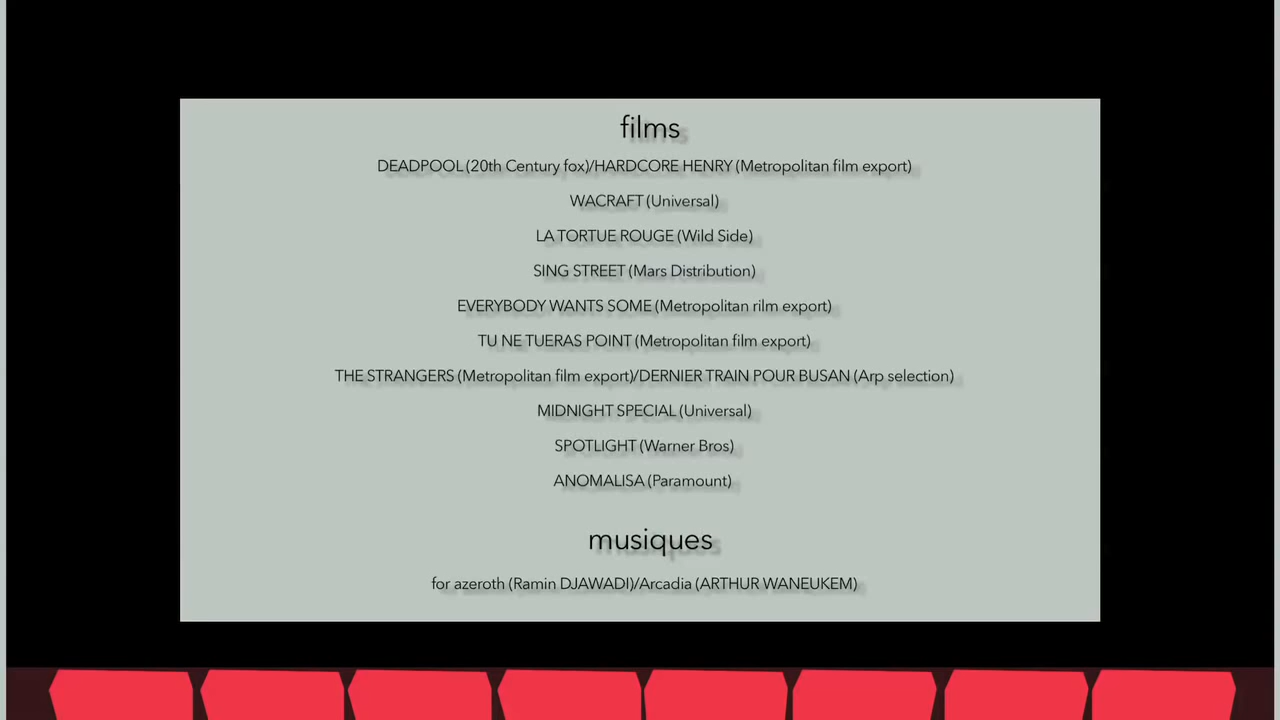 films
DEADPOOL (20th Century fox)/HARDCORE HENRY (Metropolitan film export)
WACRAFT (Universal)
LA TORTUE ROUGE (Wild Side)
SING STREET (Mars Distribution)
EVERYBODY WANTS SOME (Metropolitan rilm export)
TU NE TUERAS POINT (Metropolitan film export)
THE STRANGERS (Metropolitan film export)/DERNIER TRAIN POUR BUSAN (Arp selection)
MIDNIGHT SPECIAL (Universal)
SPOTLIGHT (Warner Bros)
ANOMALISA (Paramount)
musiques
for azeroth (Ramin DJAWADI)/Arcadia (ARTHUR WANEUKEM)